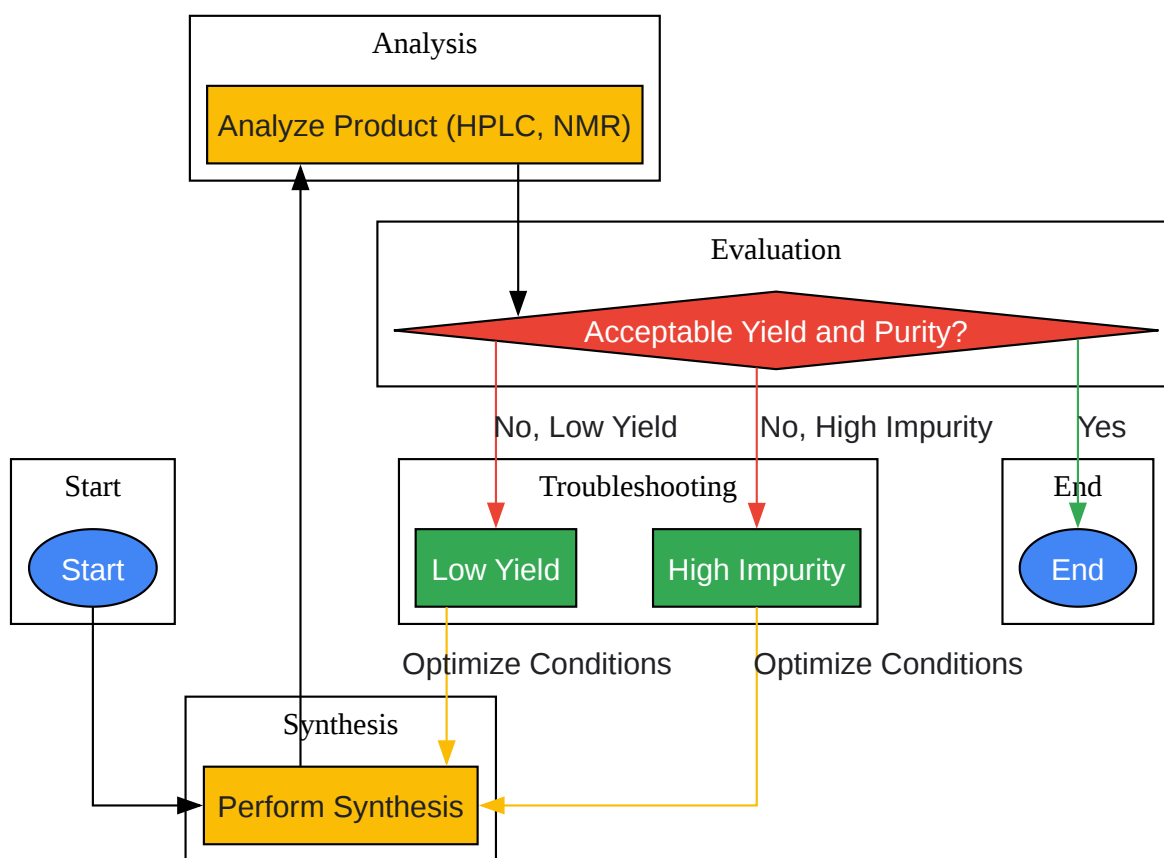 Analysis
Analyze Product (HPLC, NMR)
Evaluation
Acceptable Yield and Purity?
No, Low Yield
No, High Impurity
Yes
Start
Start
Troubleshooting
Low Yield
High Impurity
End
End
Optimize Conditions
Optimize Conditions
Synthesis
Perform Synthesis